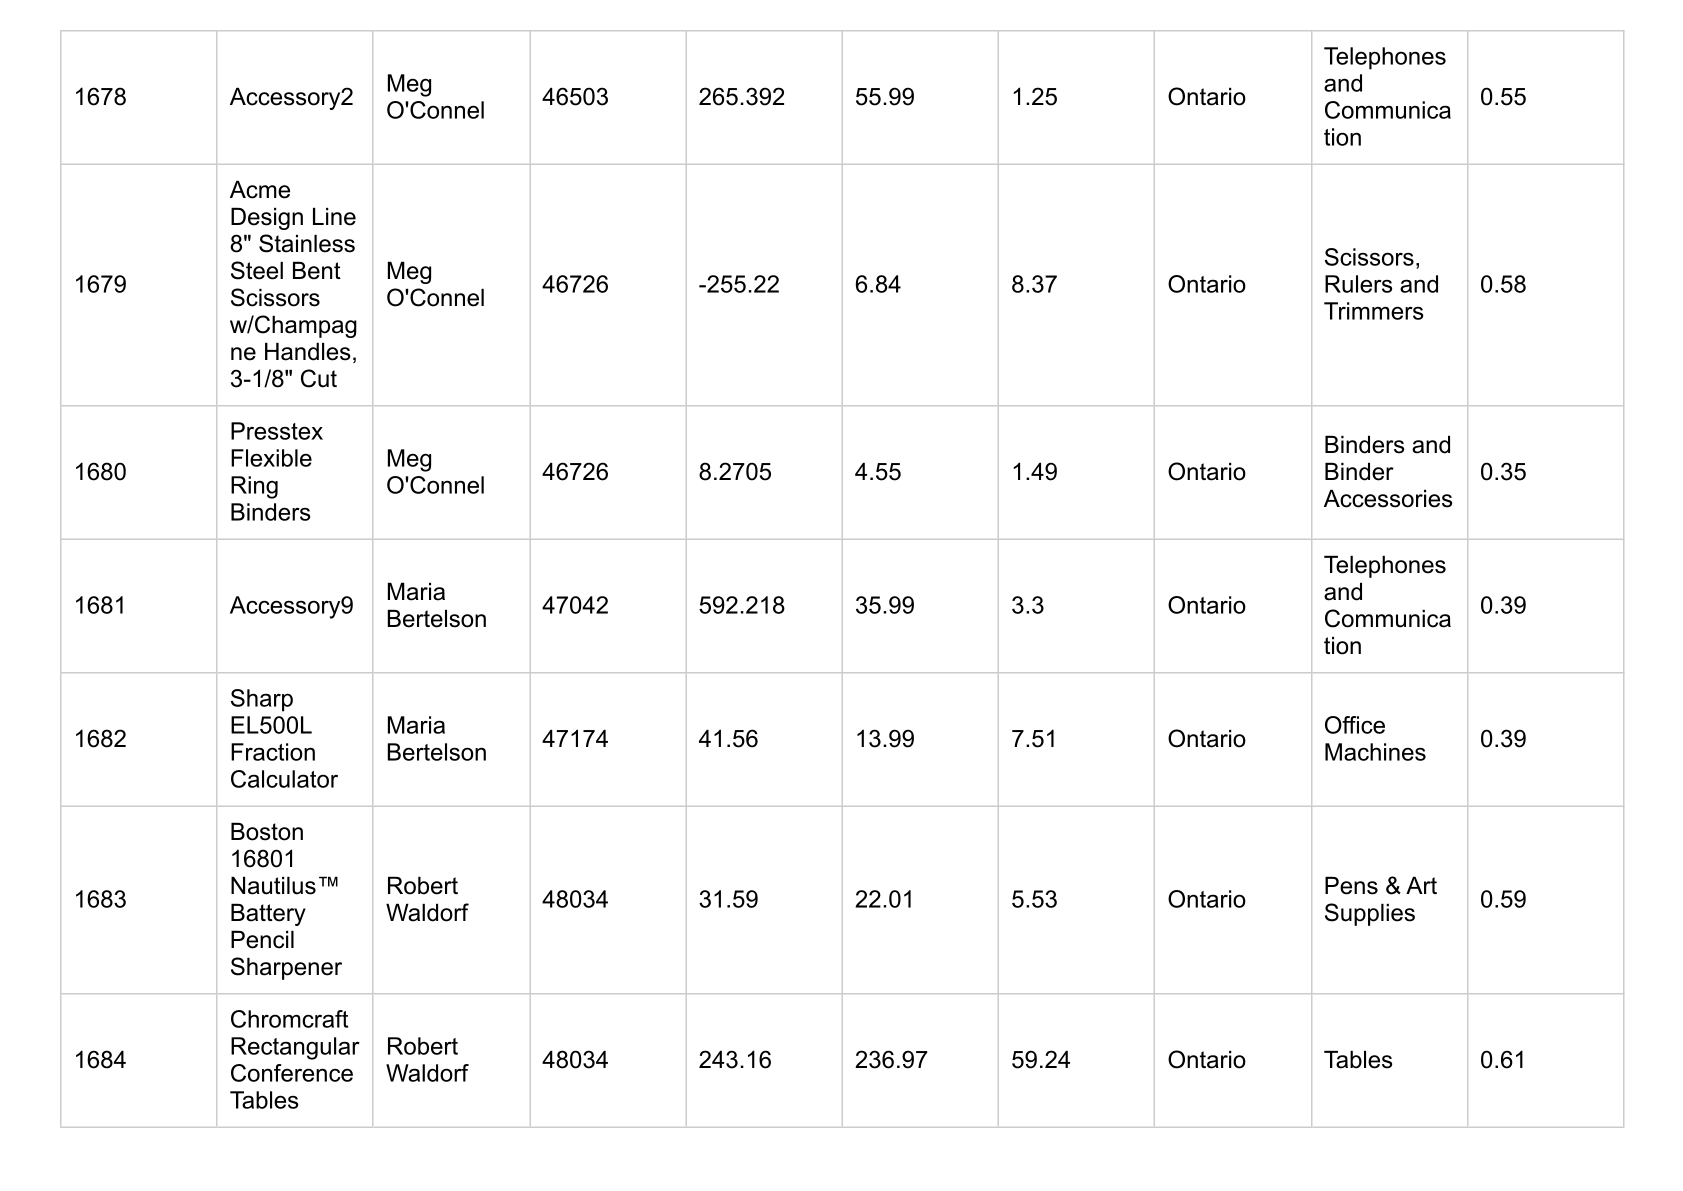 1678
Accessory2
Meg
O'Connel
46503
265.392
55.99
1.25
Ontario
Telephones
and
Communica
tion
0.55
1679
Acme
Design Line
8" Stainless
Steel Bent
Scissors
w/Champag
ne Handles,
3-1/8" Cut
Meg
O'Connel
46726
-255.22
6.84
8.37
Ontario
Scissors,
Rulers and
Trimmers
0.58
1680
Presstex
Flexible
Ring
Binders
Meg
O'Connel
46726
8.2705
4.55
1.49
Ontario
Binders and
Binder
Accessories
0.35
1681
Accessory9
Maria
Bertelson
47042
592.218
35.99
3.3
Ontario
Telephones
and
Communica
tion
0.39
1682
Sharp
EL500L
Fraction
Calculator
Maria
Bertelson
47174
41.56
13.99
7.51
Ontario
Office
Machines
0.39
1683
Boston
16801
Nautilus™
Battery
Pencil
Sharpener
Robert
Waldorf
48034
31.59
22.01
5.53
Ontario
Pens & Art
Supplies
0.59
1684
Chromcraft
Rectangular
Conference
Tables
Robert
Waldorf
48034
243.16
236.97
59.24
Ontario
Tables
0.61